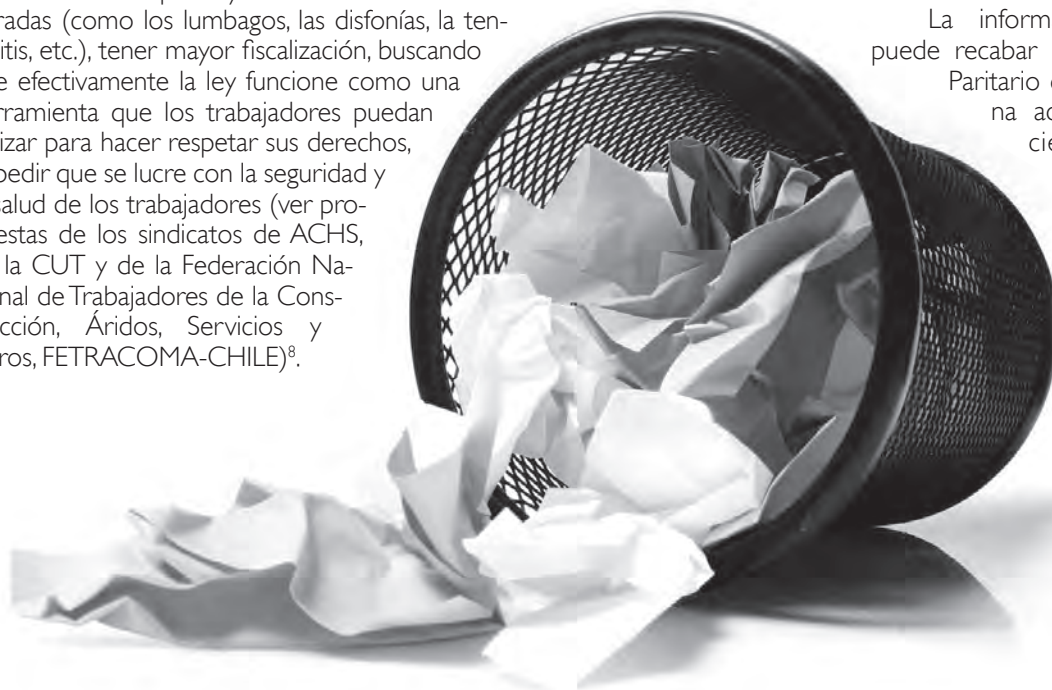 radas (como los lumbagos, las disfonías, la ten-
itis, etc.), tener mayor fiscalización, buscando
e efectivamente la ley funcione como una
rramienta que los trabajadores puedan
izar para hacer respetar sus derechos,
pedir que se lucre con la seguridad y
salud de los trabajadores (ver pro-
estas de los sindicatos de ACHS,
la CUT y de la Federación Na-
nal de Trabajadores de la Cons-
cción, Áridos, Servicios y
ros, FETRACOMA-CHILE)⁸.
La inform
puede recabar
Paritario
na ac
cie